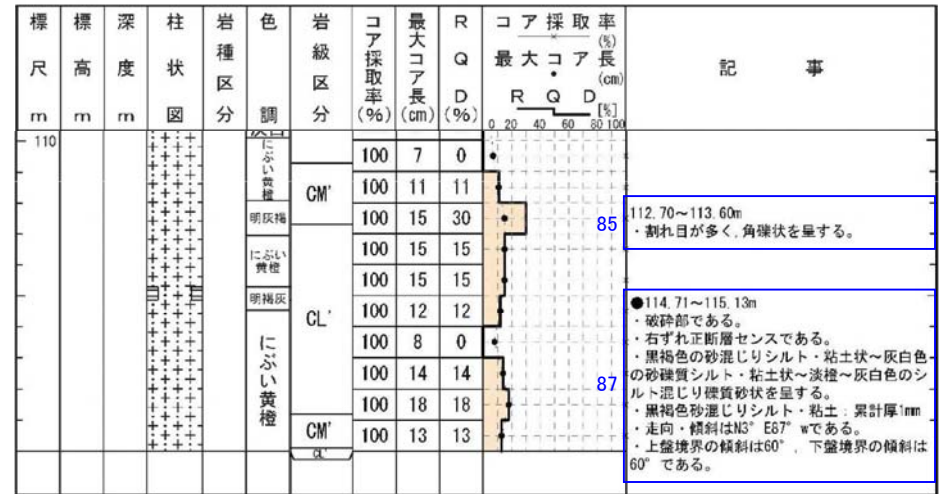 標尺 m
標高 m
深度 m
柱状図
岩種区分
色調
岩級区分
コア採取率(%)
最大コア長(cm)
RQD(%)
コア採取率(%)
最大コア長(cm)
RQD[%]
0 20 40 60 80 100
110
にぶい黄橙
明灰褐
にぶい黄橙
明褐灰
にぶい黄橙
CM'
CL'
CM'
CL'
100 7 0
100 11 11
100 15 30
100 15 15
100 15 15
100 12 12
100 8 0
100 14 14
100 18 18
100 13 13
記事
85
112.70~113.60m
・割れ目が多く,角礫状を呈する。
87
●114.71~115.13m
・破砕部である。
・右ずれ正断層センスである。
・黒褐色の砂混じりシルト・粘土状~灰白色
の砂礫質シルト・粘土状~淡橙~灰白色のシ
ルト混じり礫質砂状を呈する。
・黒褐色砂混じりシルト・粘土:累計厚1mm
・走向・傾斜はN3°E87°wである。
・上盤境界の傾斜は60°,下盤境界の傾斜は
60°である。